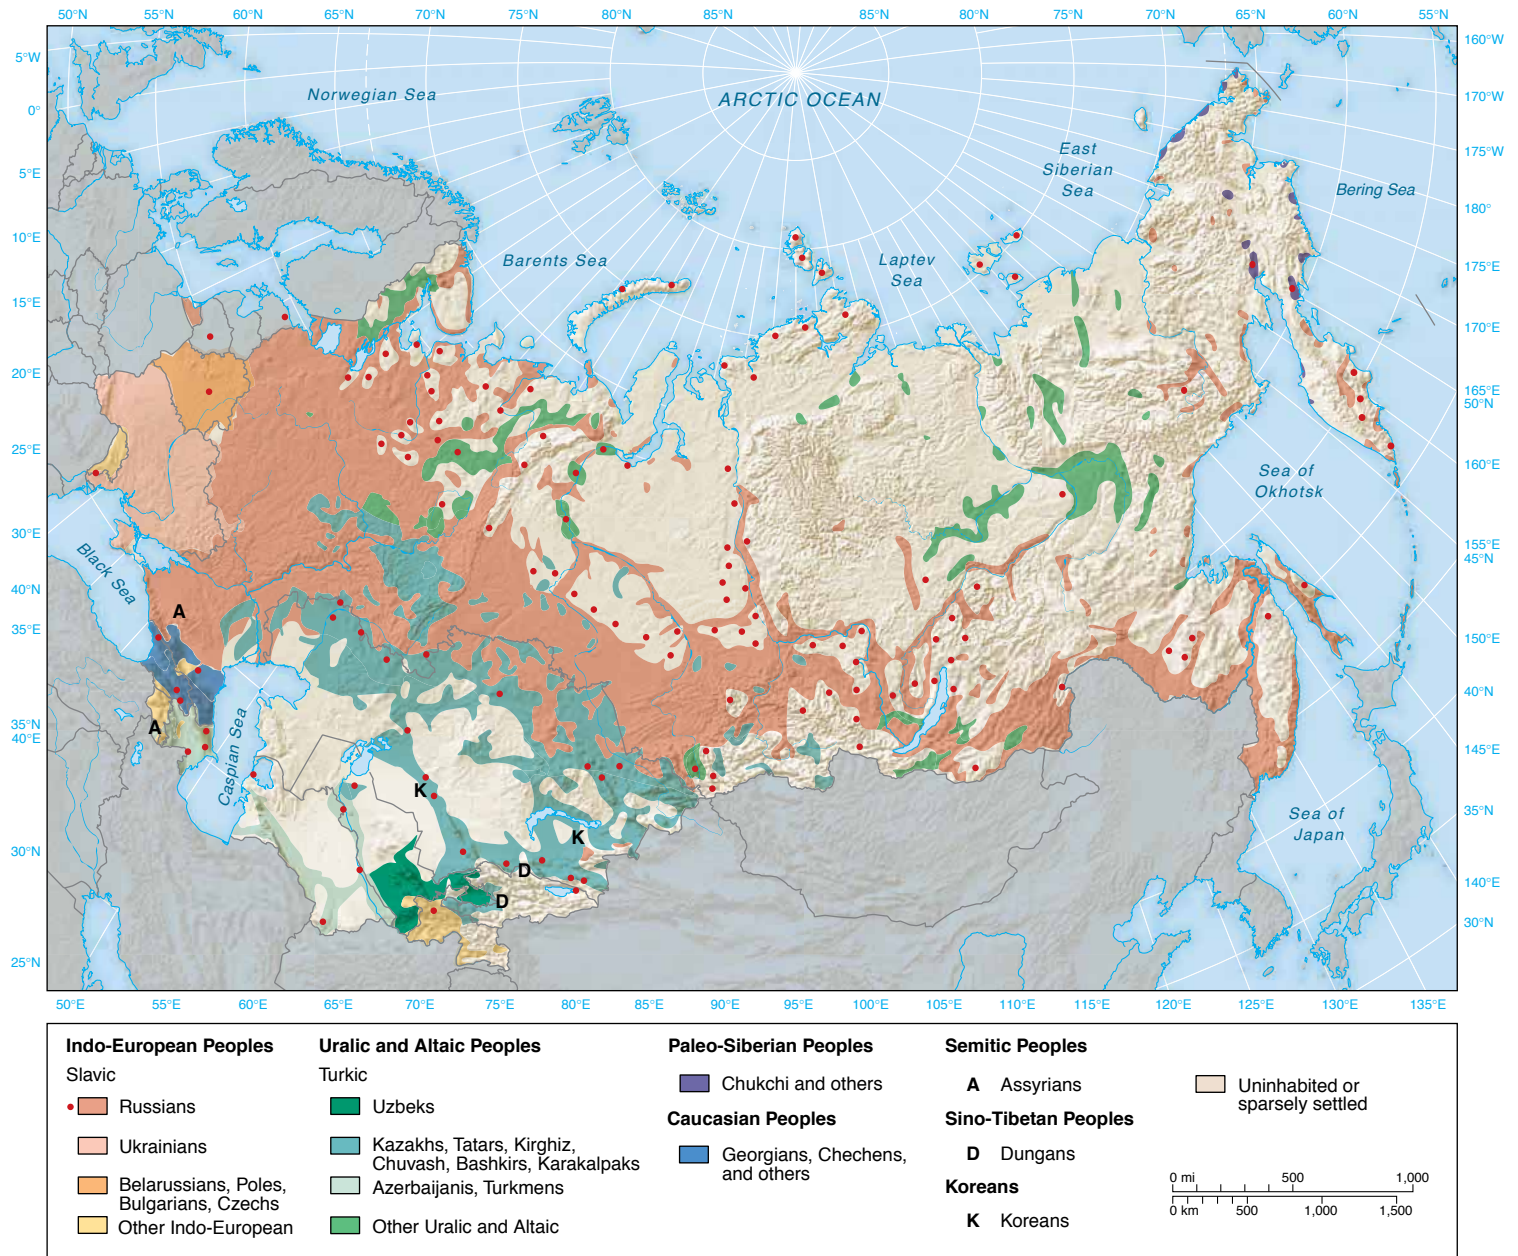 50°N 55°N 60°N 65°N 70°N 75°N 80°N 85°N 85°N 80°N 75°N 70°N 65°N 60°N 55°N
5°W
0°
5°E
10°E
15°E
20°E
25°E
30°E
40°N
35°E
35°N
40°E
30°N
25°N
160°W
170°W
175°W
180°
175°E
170°E
165°E
50°N
160°E
155°E
45°N
150°E
40°N
145°E
35°N
140°E
30°N
Norwegian Sea
ARCTIC OCEAN
East
Siberian
Sea
Bering Sea
Barents Sea
Laptev
Sea
Sea of
Okhotsk
Black Sea
A
A
Caspian Sea
K
K
D
D
Sea of
Japan
50°E 55°E 60°E 65°E 70°E 75°E 80°E 85°E 90°E 95°E 100°E 105°E 110°E 115°E 120°E 125°E 130°E 135°E
Indo-European Peoples
Slavic
Russians
Ukrainians
Belarussians, Poles,
Bulgarians, Czechs
Other Indo-European
Uralic and Altaic Peoples
Turkic
Uzbeks
Kazakhs, Tatars, Kirghiz,
Chuvash, Bashkirs, Karakalpaks
Azerbaijanis, Turkmens
Other Uralic and Altaic
Paleo-Siberian Peoples
Chukchi and others
Caucasian Peoples
Georgians, Chechens,
and others
Semitic Peoples
A Assyrians
Sino-Tibetan Peoples
D Dungans
Koreans
K Koreans
Uninhabited or
sparsely settled
0 mi 500 1,000
0 km 500 1,000 1,500